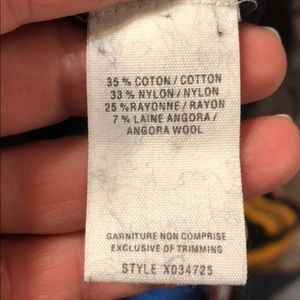 35 % COTON / COTTON
33 % NYLON / NYLON
25 % RAYONNE / RAYON
7 % LAINE ANGORA /
ANGORA WOOL
GARNITURE NON COMPRISE
EXCLUSIVE OF TRIMMING
STYLE X034725